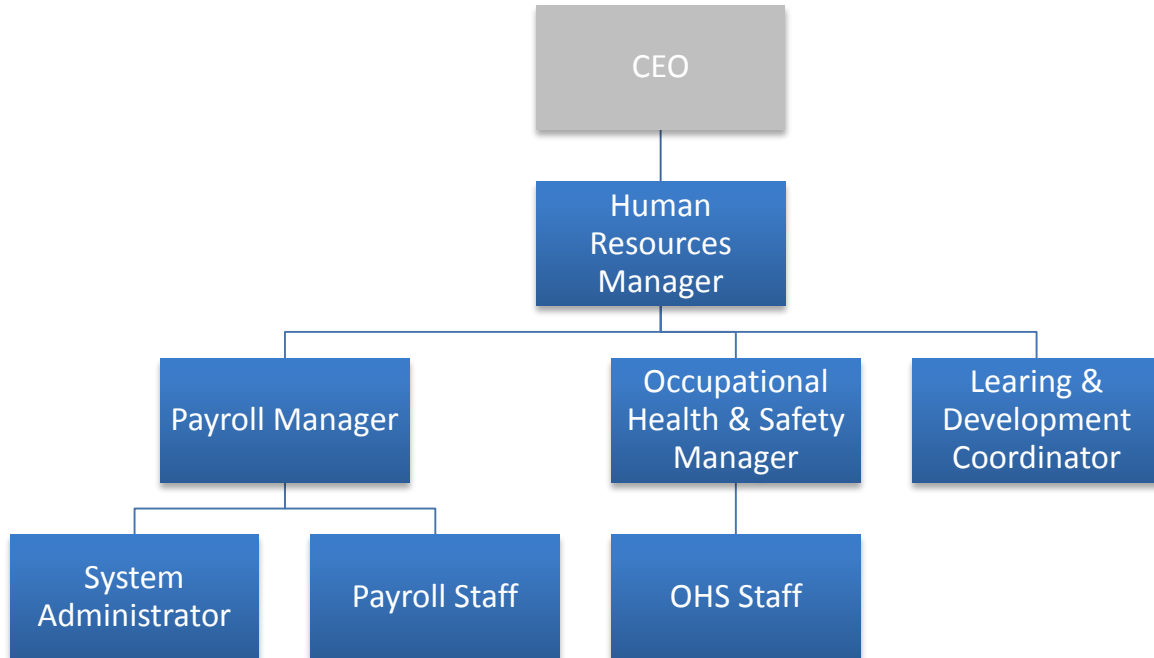 CEO
Human
Resources
Manager
Payroll Manager
Occupational
Health & Safety
Manager
Learing &
Development
Coordinator
System
Administrator
Payroll Staff
OHS Staff